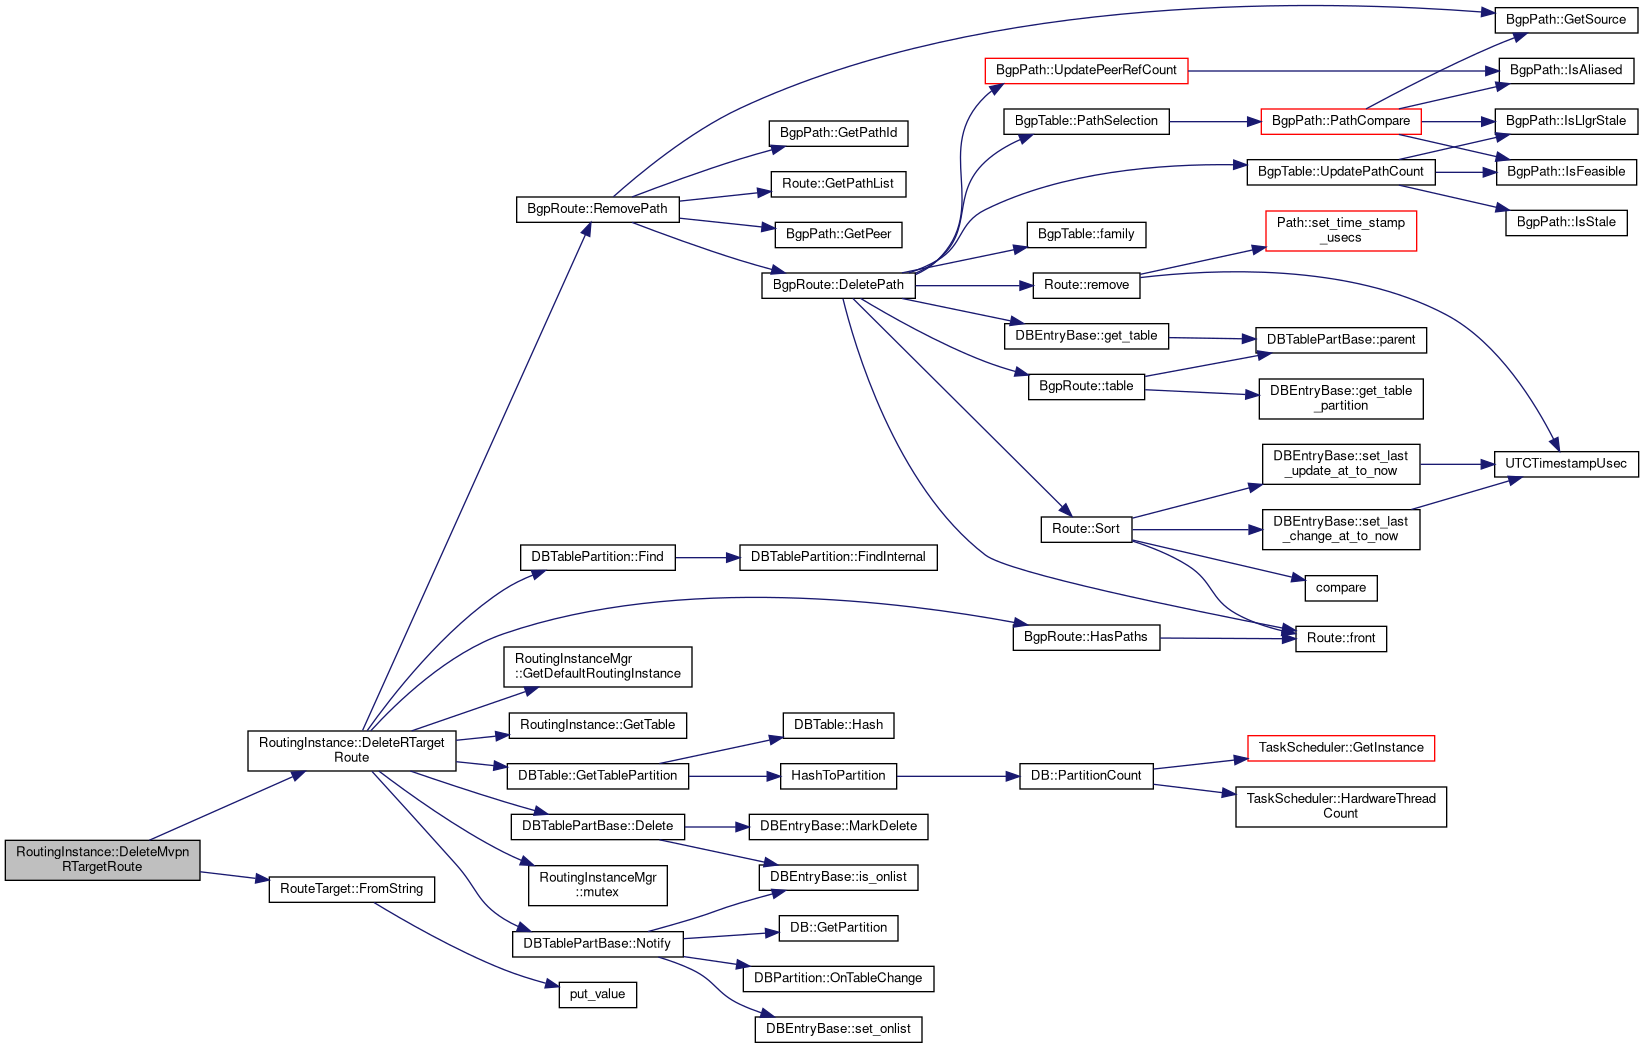 BgpPath::GetSource
BgpPath::UpdatePeerRefCount
BgpPath::IsAliased
BgpTable::PathSelection
BgpPath::PathCompare
BgpPath::IsLlgrStale
BgpPath::GetPathId
BgpTable::UpdatePathCount
BgpPath::IsFeasible
Route::GetPathList
BgpRoute::RemovePath
BgpPath::IsStale
Path::set_time_stamp
_usecs
BgpPath::GetPeer
BgpTable::family
BgpRoute::DeletePath
Route::remove
DBEntryBase::get_table
DBTablePartBase::parent
BgpRoute::table
DBEntryBase::get_table
_partition
DBEntryBase::set_last
_update_at_to_now
UTCTimestampUsec
Route::Sort
DBEntryBase::set_last
_change_at_to_now
DBTablePartition::Find
DBTablePartition::FindInternal
compare
BgpRoute::HasPaths
Route::front
RoutingInstanceMgr
::GetDefaultRoutingInstance
RoutingInstance::GetTable
DBTable::Hash
RoutingInstance::DeleteRTarget
Route
TaskScheduler::GetInstance
DBTable::GetTablePartition
HashToPartition
DB::PartitionCount
TaskScheduler::HardwareThread
Count
DBTablePartBase::Delete
DBEntryBase::MarkDelete
RoutingInstance::DeleteMvpn
RTargetRoute
RouteTarget::FromString
RoutingInstanceMgr
::mutex
DBEntryBase::is_onlist
DBTablePartBase::Notify
DB::GetPartition
DBPartition::OnTableChange
put_value
DBEntryBase::set_onlist